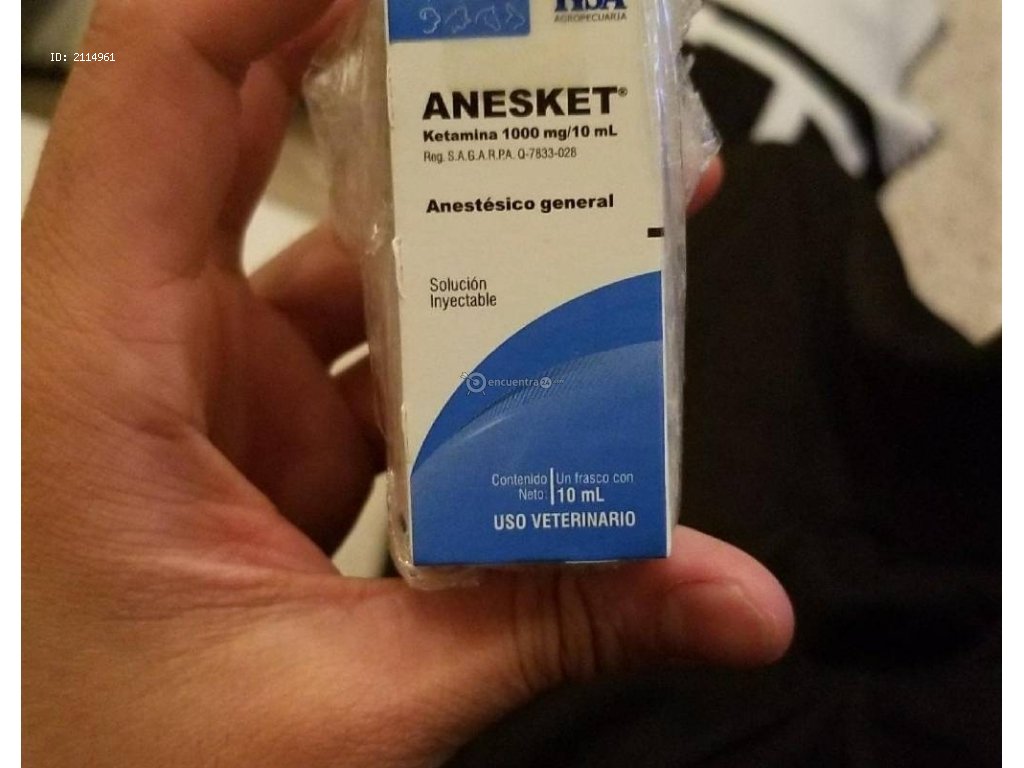 ID: 2114961
PiSA
AGROPECUARIA
ANESKET®
Ketamina 1000 mg/10 mL
Reg. S.A.G.A.R.P.A. Q-7833-028
Anestésico general
Solución
Inyectable
encuentra24.com
Contenido Un frasco con
Neto: 10 mL
USO VETERINARIO